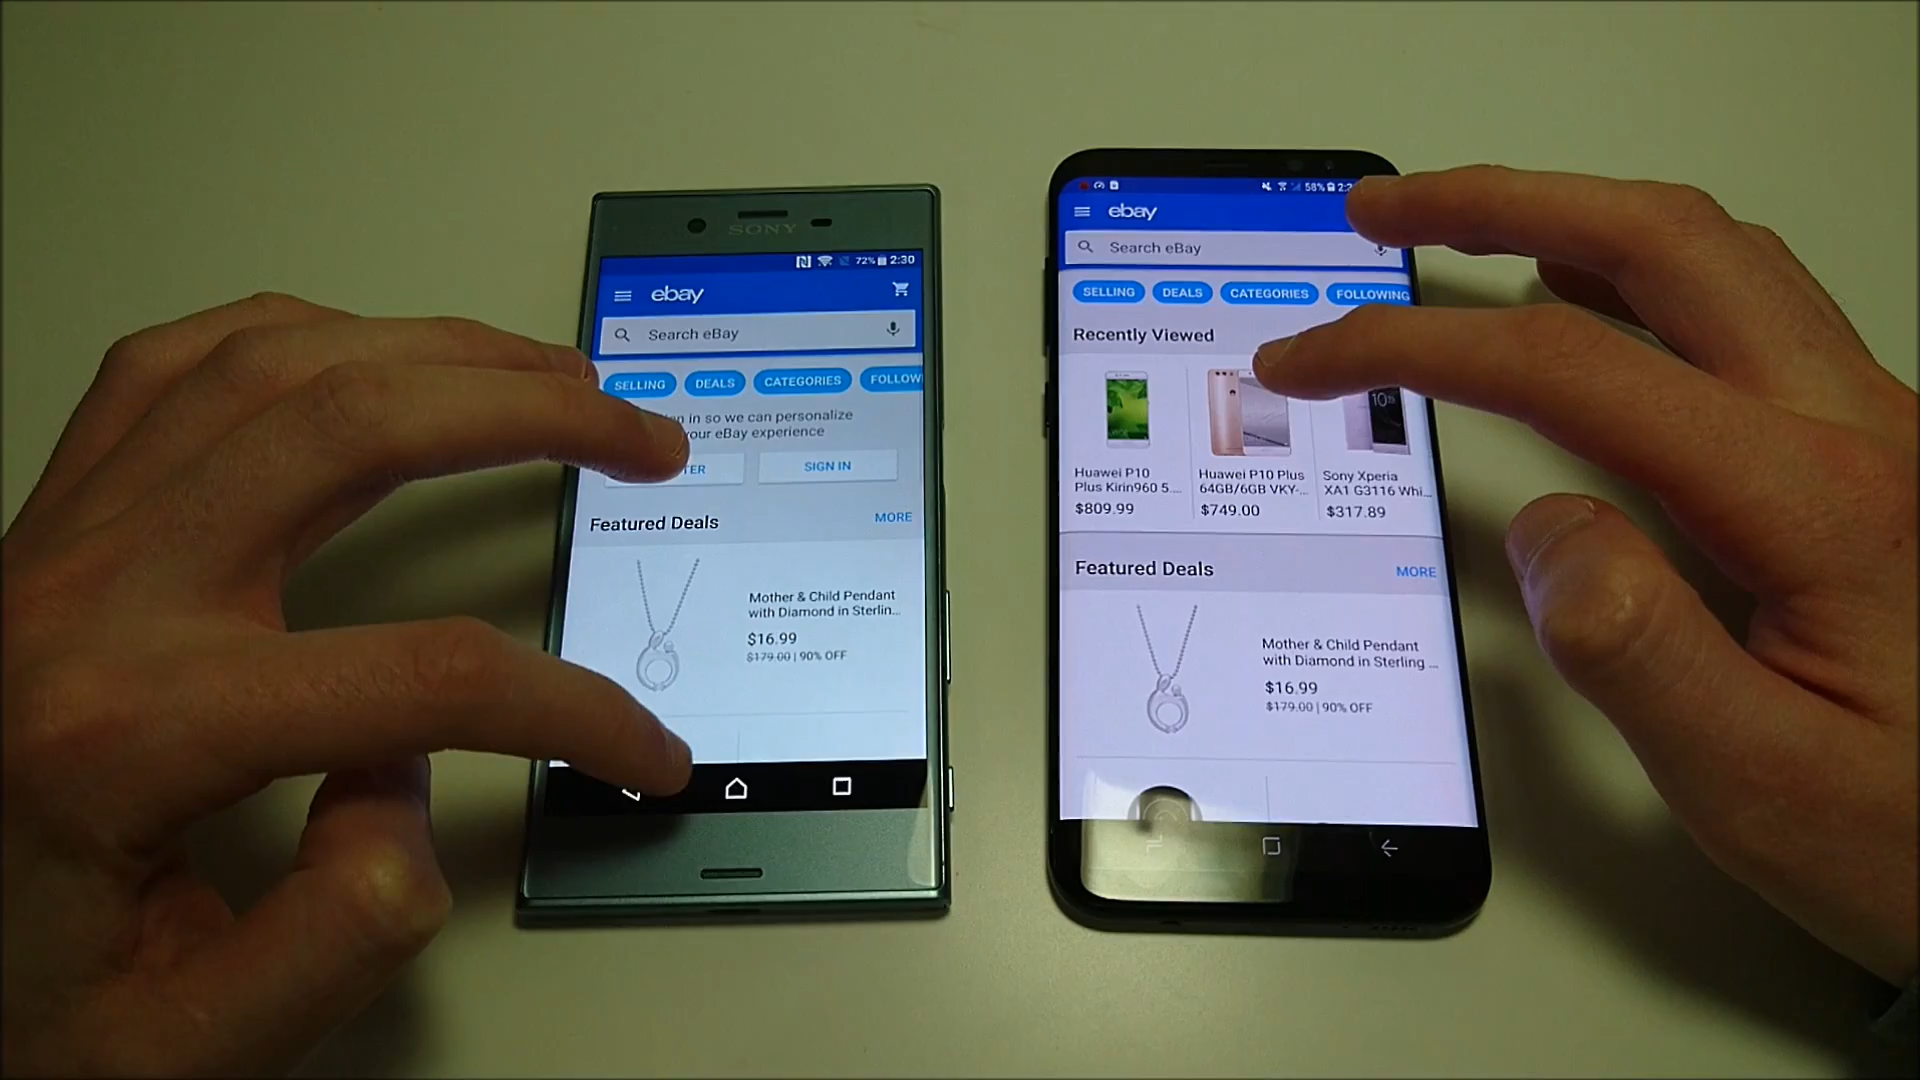 SONY
72% 2:30
ebay
Search eBay
SELLING DEALS CATEGORIES FOLLOW
in so we can personalize
your eBay experience
SIGN IN
Featured Deals MORE
Mother & Child Pendant
with Diamond in Sterlin...
$16.99
$179.00 | 90% OFF
58%
ebay
Search eBay
SELLING DEALS CATEGORIES FOLLOWING
Recently Viewed
Huawei P10
Plus Kirin960 5....
$809.99
Huawei P10 Plus
64GB/6GB VKY-...
$749.00
Sony Xperia
XA1 G3116 Whi...
$317.89
Featured Deals MORE
Mother & Child Pendant
with Diamond in Sterling ...
$16.99
$179.00 | 90% OFF